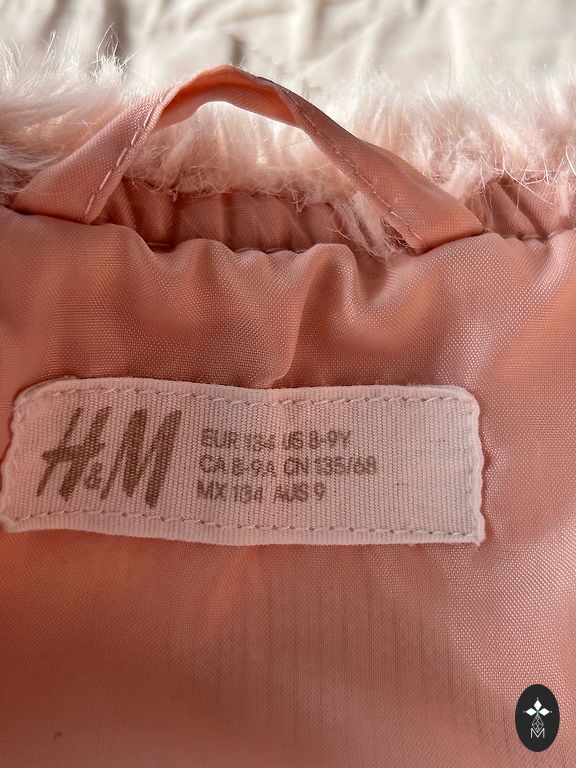 H&M
EUR 134 US 8-9Y
CA 8-9A CN 135/68
MX 134 AUS 9